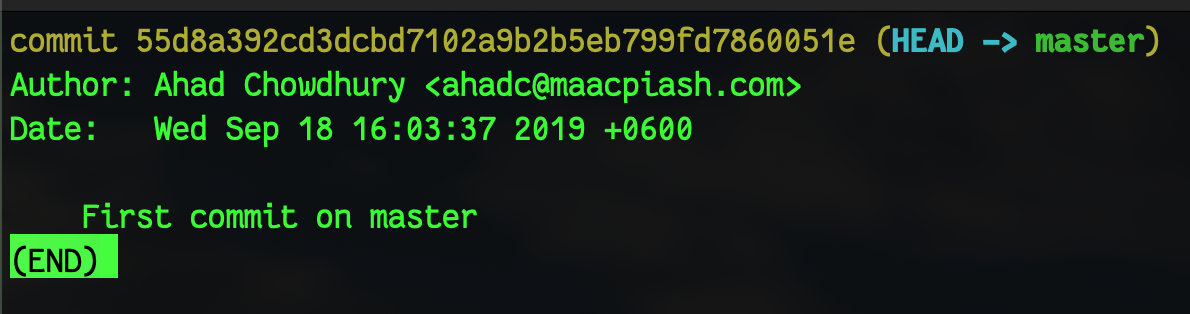 commit 55d8a392cd3dcbd7102a9b2b5eb799fd7860051e (HEAD -> master)
Author: Ahad Chowdhury <ahadc@maacpiash.com>
Date:   Wed Sep 18 16:03:37 2019 +0600
    First commit on master
(END)